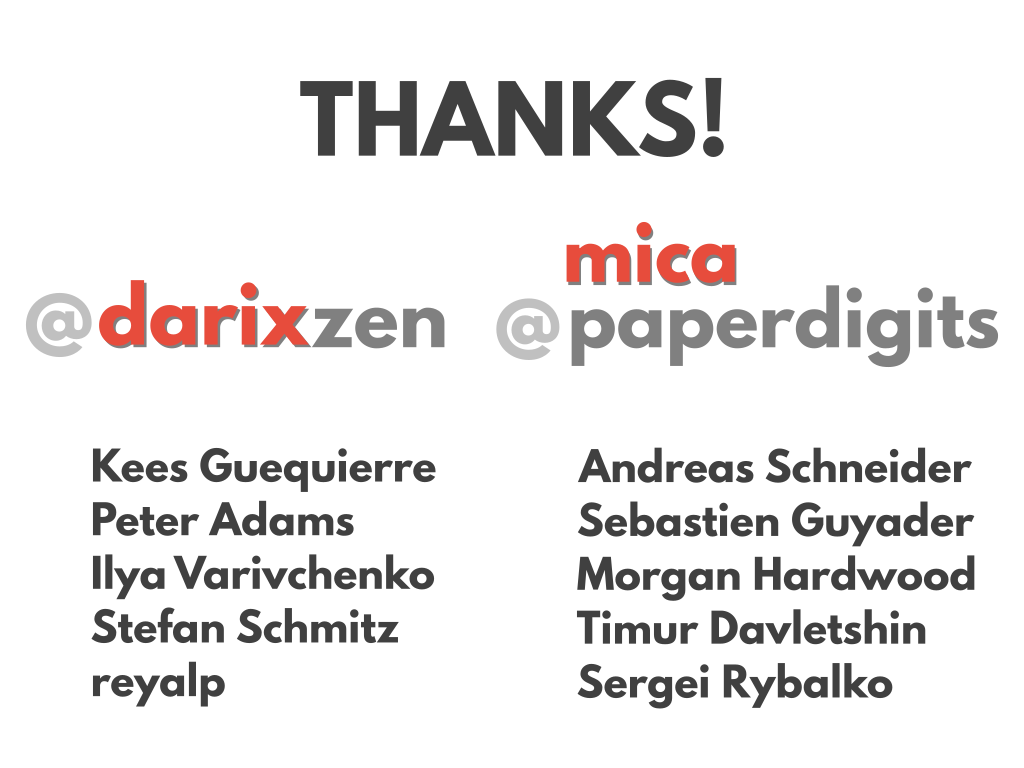 THANKS!
@darixzen
mica
@paperdigits
Kees Guequierre
Peter Adams
Ilya Varivchenko
Stefan Schmitz
reyalp
Andreas Schneider
Sebastien Guyader
Morgan Hardwood
Timur Davletshin
Sergei Rybalko